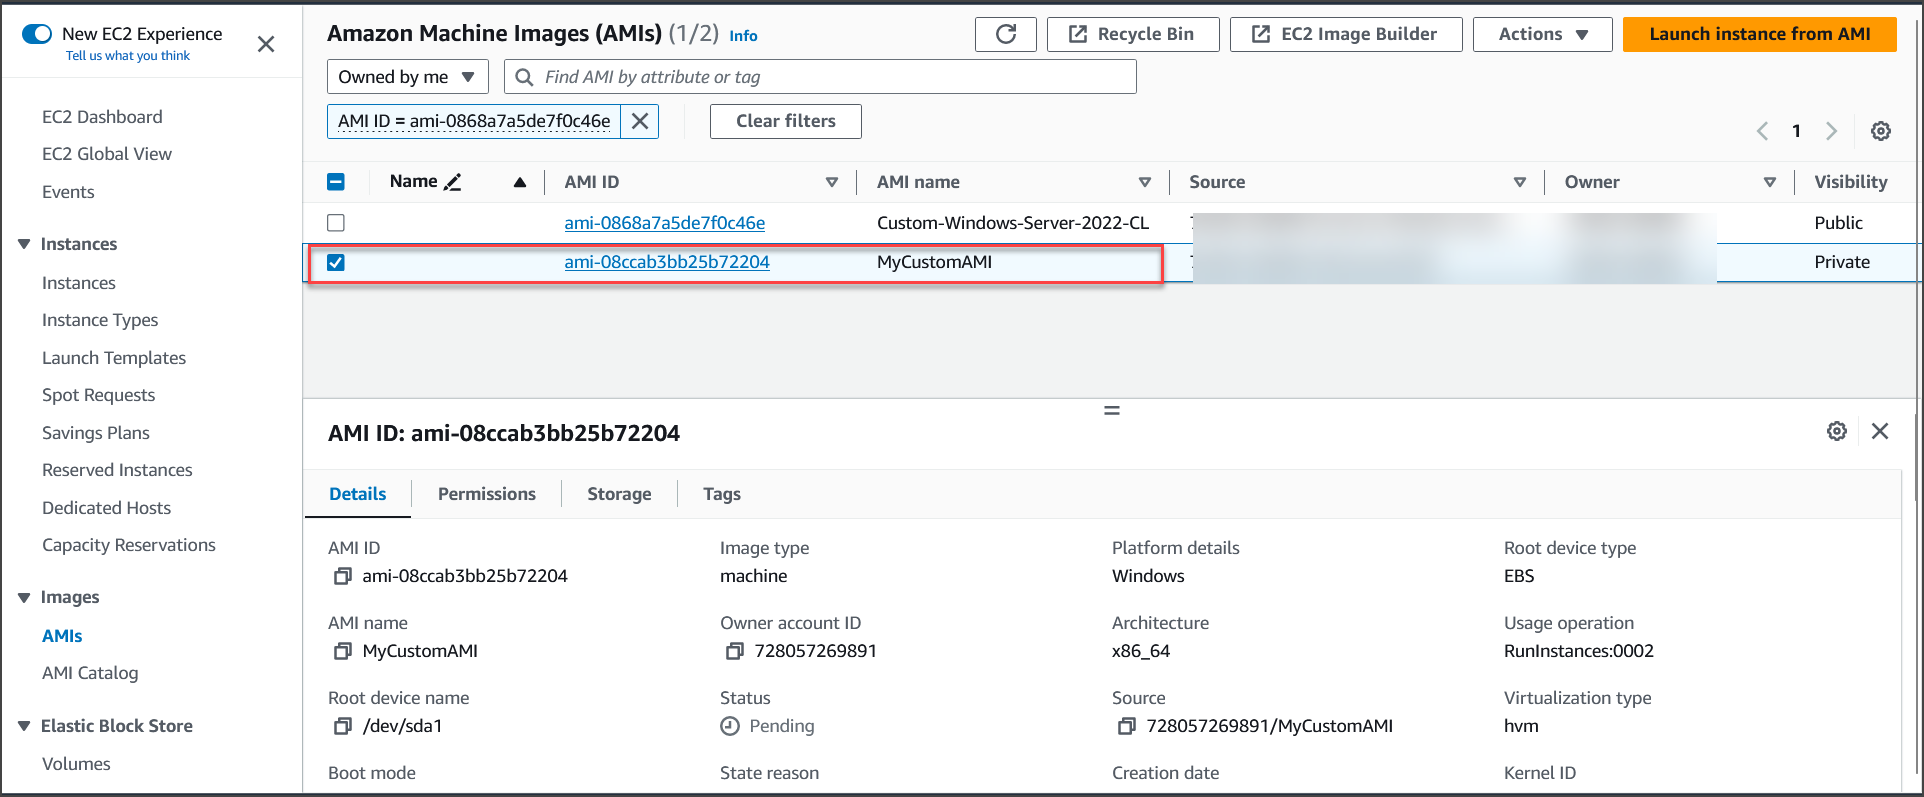 New EC2 Experience
Tell us what you think
EC2 Dashboard
EC2 Global View
Events
Instances
Instances
Instance Types
Launch Templates
Spot Requests
Savings Plans
Reserved Instances
Dedicated Hosts
Capacity Reservations
Images
AMIs
AMI Catalog
Elastic Block Store
Volumes
Amazon Machine Images (AMIs) (1/2) Info
Recycle Bin
EC2 Image Builder
Actions
Launch instance from AMI
Owned by me
Find AMI by attribute or tag
AMI ID = ami-0868a7a5de7f0c46e
Clear filters
1
Name AMI ID AMI name Source Owner Visibility
ami-0868a7a5de7f0c46e Custom-Windows-Server-2022-CL Public
ami-08ccab3bb25b72204 MyCustomAMI Private
AMI ID: ami-08ccab3bb25b72204
Details Permissions Storage Tags
AMI ID Image type Platform details Root device type
ami-08ccab3bb25b72204 machine Windows EBS
AMI name Owner account ID Architecture Usage operation
MyCustomAMI 728057269891 x86_64 RunInstances:0002
Root device name Status Source Virtualization type
/dev/sda1 Pending 728057269891/MyCustomAMI hvm
Boot mode State reason Creation date Kernel ID